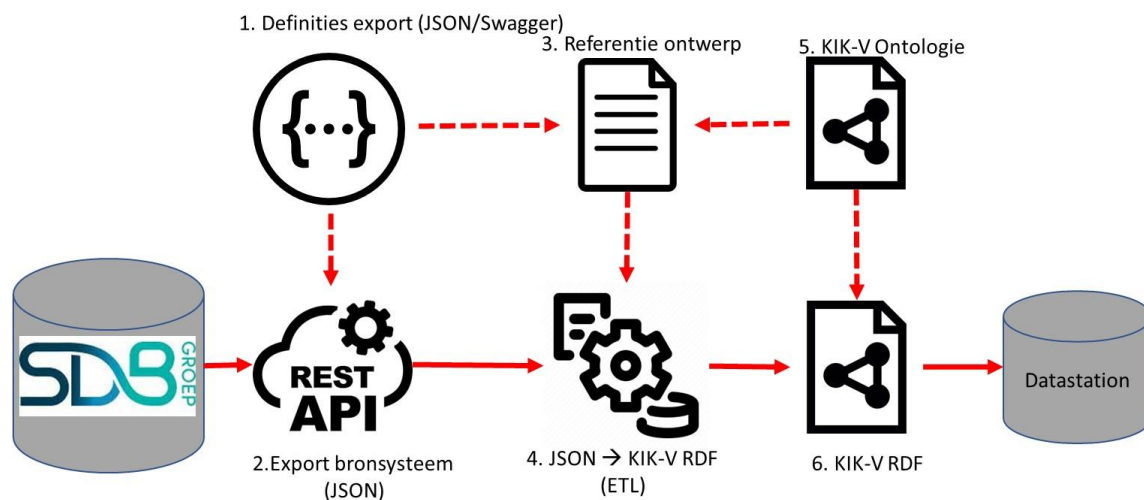 1. Definities export (JSON/Swagger)
3. Referentie ontwerp
5. KIK-V Ontologie
{...}
SDB
GROEP
REST
API
Datastation
2.Export bronsysteem
(JSON)
4. JSON → KIK-V RDF
(ETL)
6. KIK-V RDF